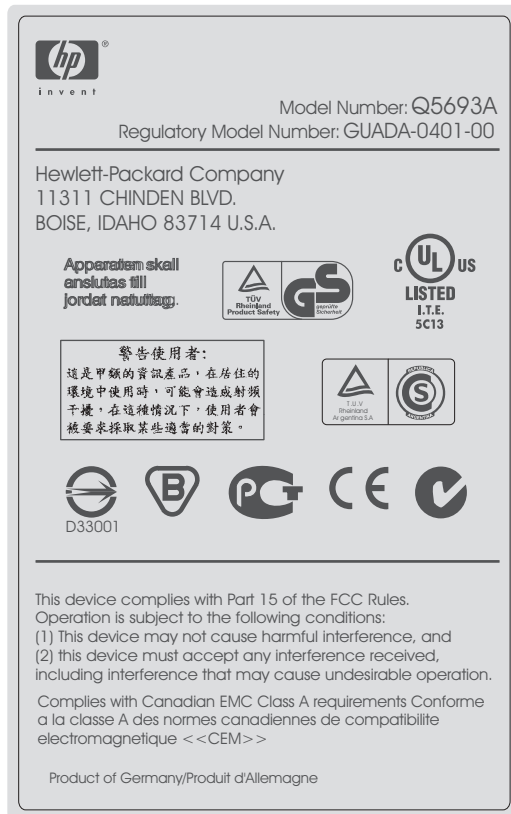 hp
®
invent
Model Number: Q5693A
Regulatory Model Number: GUADA-0401-00
Hewlett-Packard Company
11311 CHINDEN BLVD.
BOISE, IDAHO 83714 U.S.A.
Apparaten skall
anslutas till
jordat natuttag.
TÜV
Rheinland
Product Safety
GS
geprüfte
Sicherheit
C UL US
LISTED
I.T.E.
5C13
警告使用者:
這是甲類的資訊產品，在居住的
環境中使用時，可能會造成射頻
干擾，在這種情況下，使用者會
被要求採取某些適當的對策。
T.U.V
Rheinland
Argentina S.A
REPUBLICA
S
ARGENTINA
D33001
B
PCT
CE
This device complies with Part 15 of the FCC Rules.
Operation is subject to the following conditions:
(1) This device may not cause harmful interference, and
(2) this device must accept any interference received,
including interference that may cause undesirable operation.
Complies with Canadian EMC Class A requirements Conforme
a la classe A des normes canadiennes de compatibilite
electromagnetique <<CEM>>
Product of Germany/Produit d'Allemagne